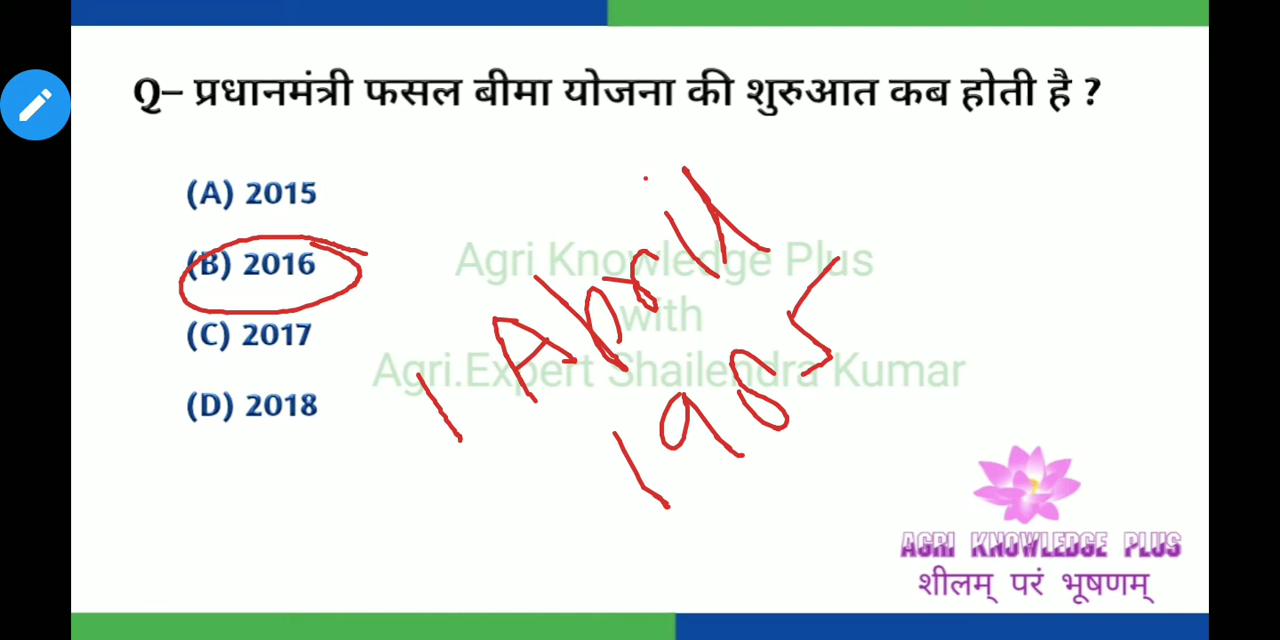 Q– प्रधानमंत्री फसल बीमा योजना की शुरुआत कब होती है ?
(A) 2015
(B) 2016
(C) 2017
(D) 2018
1 April
1985
Agri Knowledge Plus
with
Agri.Expert Shailendra Kumar
AGRI KNOWLEDGE PLUS
शीलम् परं भूषणम्